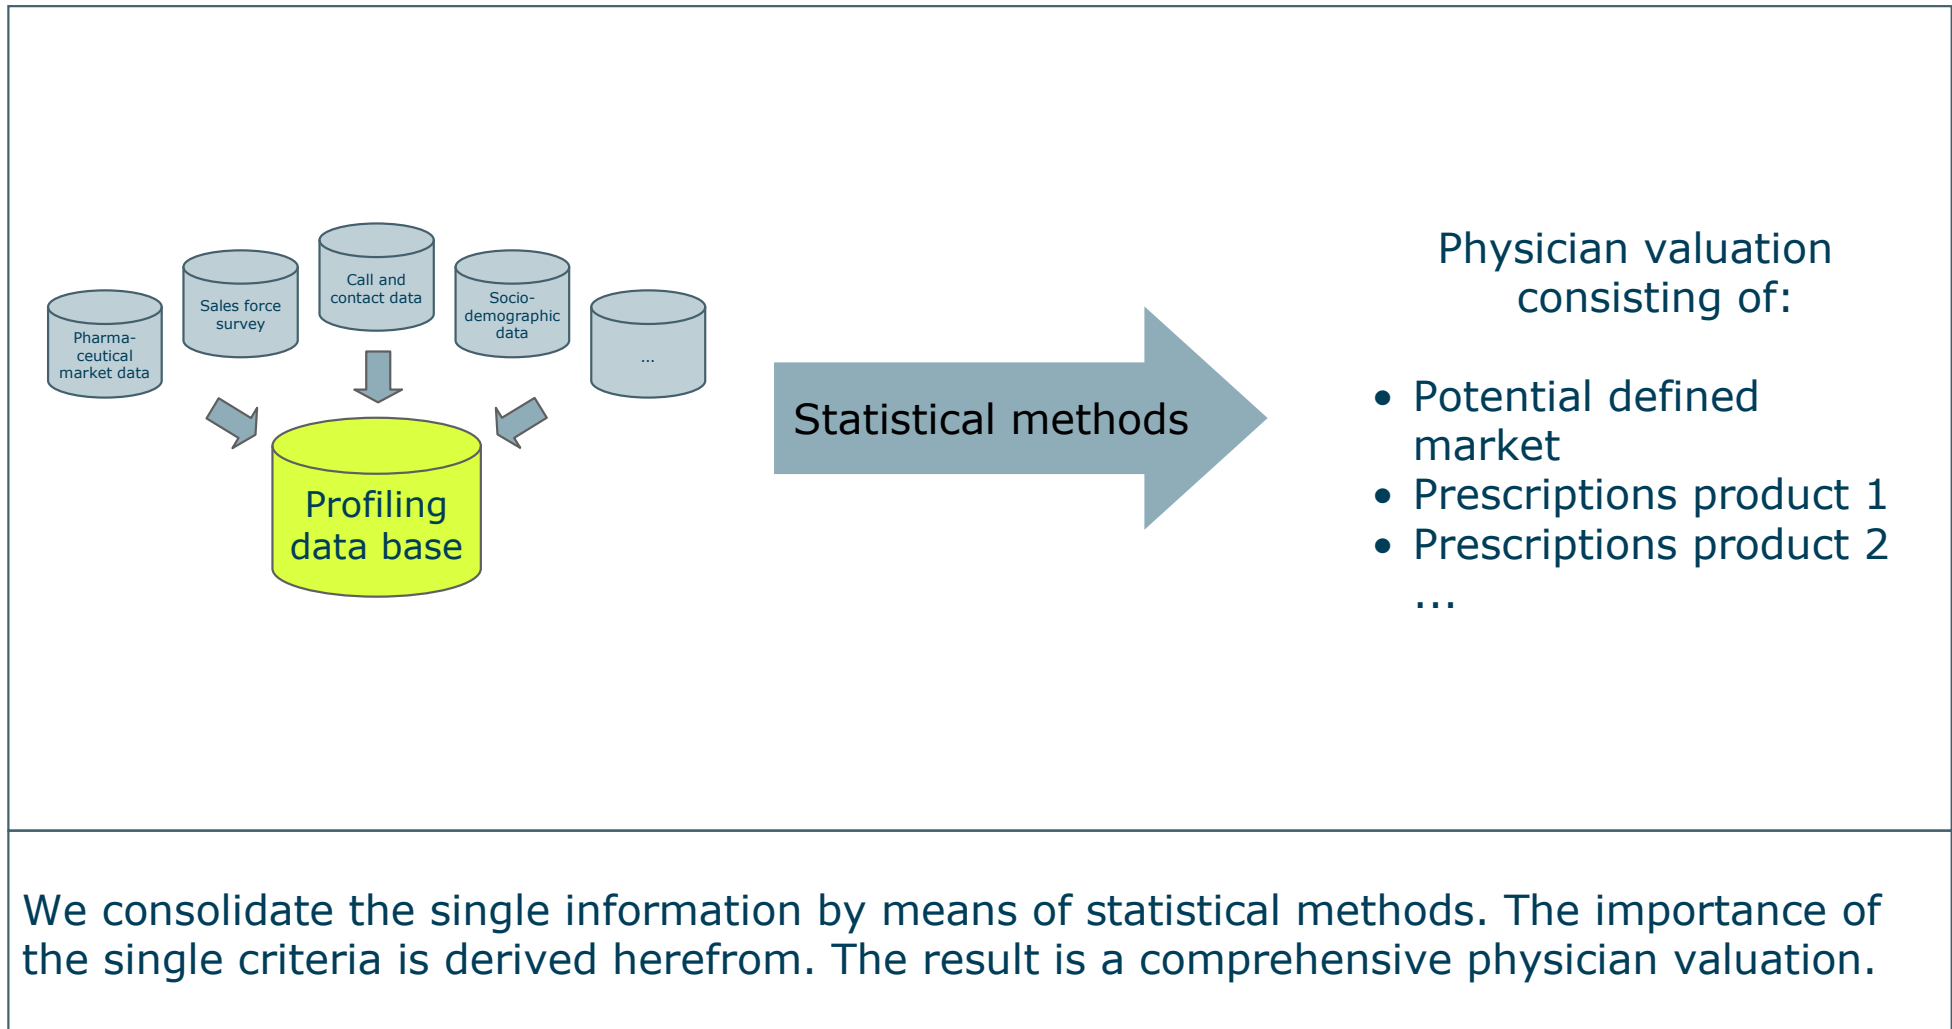 Pharma-
ceutical
market data
Sales force
survey
Call and
contact data
Socio-
demographic
data
...
Profiling
data base
Statistical methods
Physician valuation
consisting of:
• Potential defined
market
• Prescriptions product 1
• Prescriptions product 2
...
We consolidate the single information by means of statistical methods. The importance of
the single criteria is derived herefrom. The result is a comprehensive physician valuation.